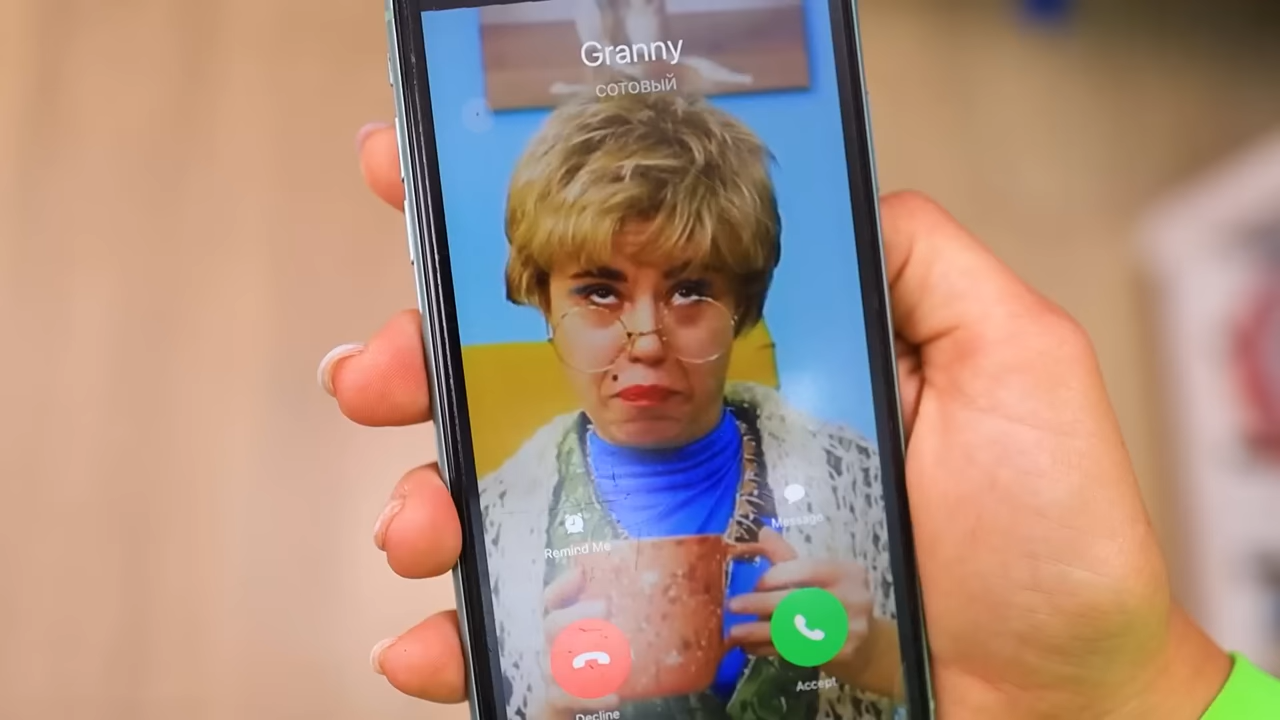 Granny
сотовый
Message
Remind Me
Accept
Decline